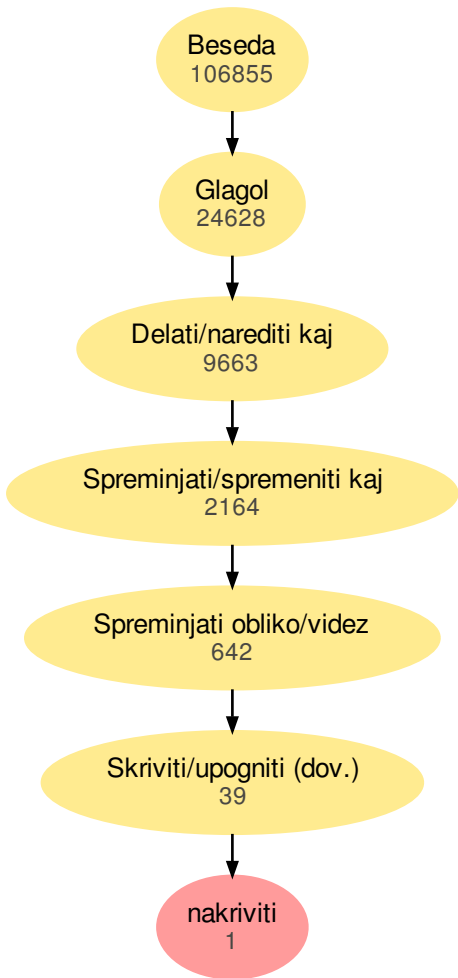 Beseda
106855
Glagol
24628
Delati/narediti kaj
9663
Spreminjati/spremeniti kaj
2164
Spreminjati obliko/videz
642
Skriviti/upogniti (dov.)
39
nakriviti
1